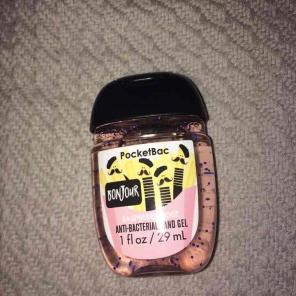 PocketBac
BONJOUR
ANTI-BACTERIAL HAND GEL
1 fl oz / 29 mL